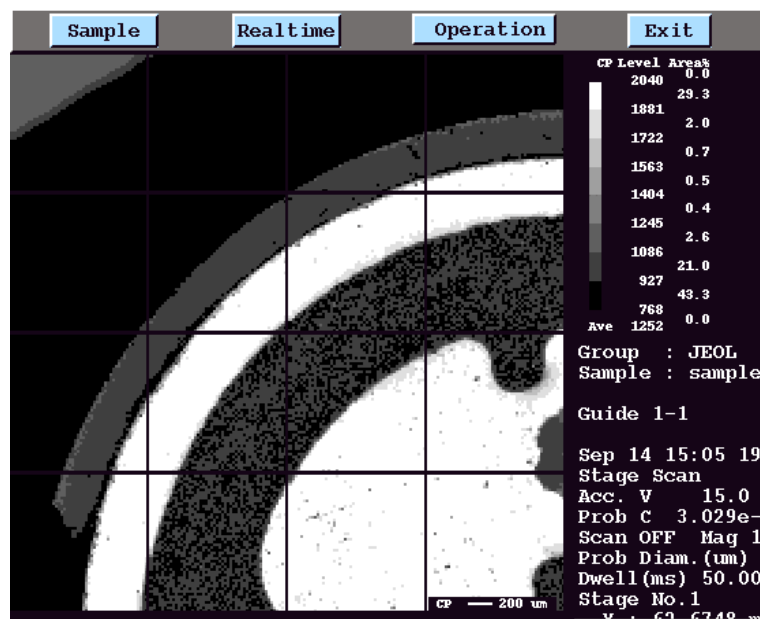 Sample Realtime Operation Exit
CP Level Area%
2040 0.0
29.3
1881
2.0
1722
0.7
1563
0.5
1404
0.4
1245
2.6
1086
21.0
927
43.3
768
0.0
Ave 1252
Group : JEOL
Sample : sample
Guide 1-1
Sep 14 15:05 19
Stage Scan
Acc. V 15.0
Prob C 3.029e-
Scan OFF Mag 1
Prob Diam.(um)
Dwell(ms) 50.00
Stage No.1
CP 200 um